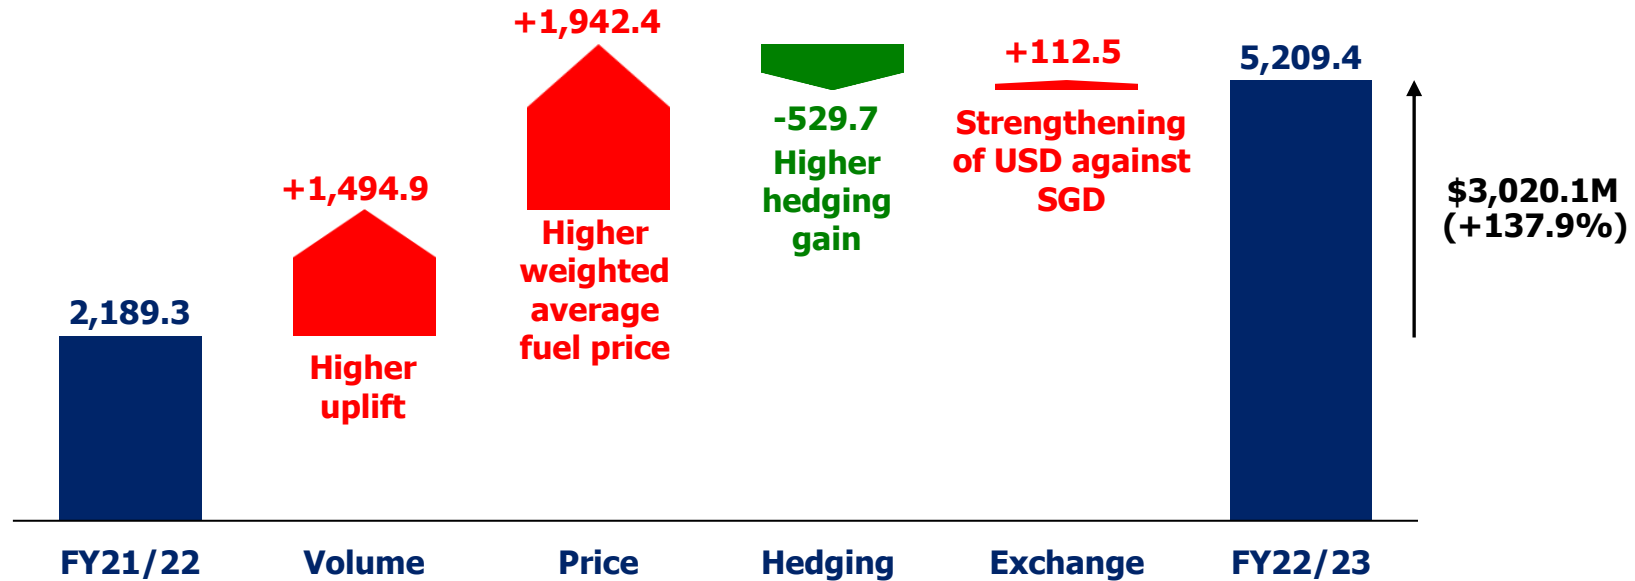 +1,942.4
+112.5
5,209.4
-529.7
Higher
hedging
gain
Strengthening
of USD against
SGD
+1,494.9
$3,020.1M
(+137.9%)
Higher
weighted
average
fuel price
2,189.3
Higher
uplift
FY21/22
Volume
Price
Hedging
Exchange
FY22/23